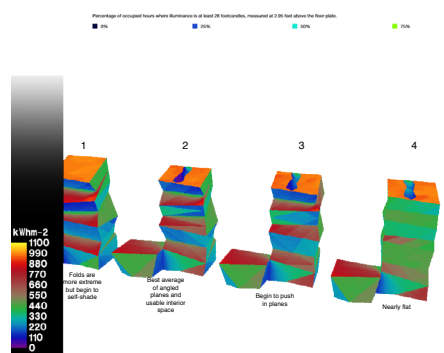 Percentage of occupied hours where illuminance is at least 28 footcandles, measured at 2.95 feet above the floor plate.
0% 25% 50% 75%
1 2 3 4
kWhm-2
1100
990
880
770
660
550
440
330
220
110
0
Folds are
more extreme
but begin to
self-shade
Best average
of angled
planes and
usable interior
space
Begin to push
in planes
Nearly flat